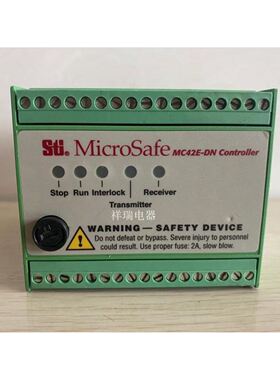 STi® MicroSafe MC42E-DN Controller
Stop Run Interlock Receiver
Transmitter
祥瑞电器
WARNING — SAFETY DEVICE
Do not defeat or bypass. Severe injury to personnel
could result. Use proper fuse: 2A, slow blow.